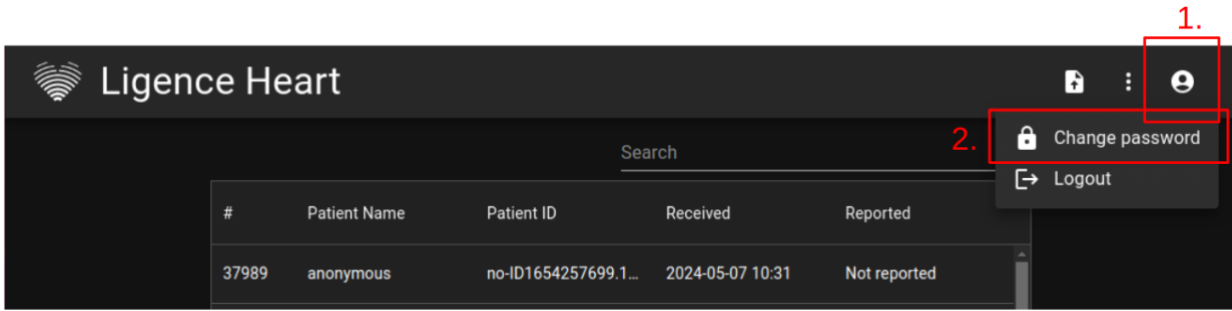 1.
Ligence Heart
2.
Change password
Search
Logout
# Patient Name Patient ID Received Reported
37989 anonymous no-ID1654257699.1... 2024-05-07 10:31 Not reported